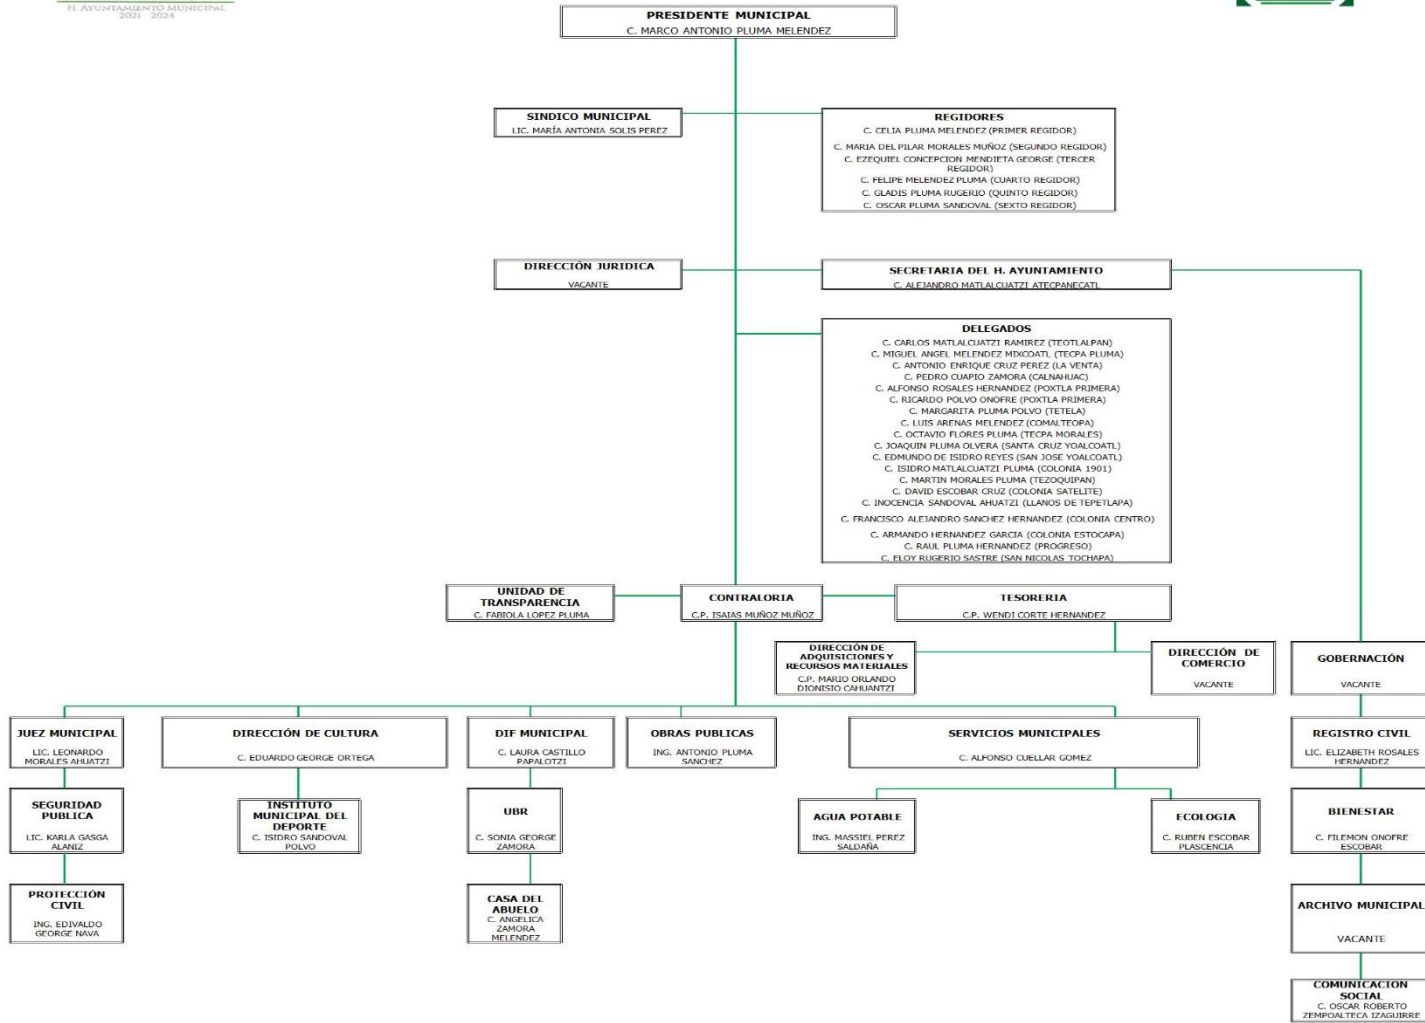 H. AYUNTAMIENTO MUNICIPAL
2021 2024
PRESIDENTE MUNICIPAL
C. MARCO ANTONIO PLUMA MELENDEZ
SINDICO MUNICIPAL
LIC. MARÍA ANTONIA SOLIS PEREZ
REGIDORES
C. CELIA PLUMA MELENDEZ (PRIMER REGIDOR)
C. MARIA DEL PILAR MORALES MUÑOZ (SEGUNDO REGIDOR)
C. EZEQUIEL CONCEPCION MENDIETA GEORGE (TERCER
REGIDOR)
C. FELIPE MELENDEZ PLUMA (CUARTO REGIDOR)
C. GLADIS PLUMA RUGERIO (QUINTO REGIDOR)
C. OSCAR PLUMA SANDOVAL (SEXTO REGIDOR)
DIRECCIÓN JURIDICA
VACANTE
SECRETARIA DEL H. AYUNTAMIENTO
C. ALEJANDRO MATLALCUATZI ATECPANECATL
DELEGADOS
C. CARLOS MATLALCUATZI RAMIREZ (TEOTLALPAN)
C. MIGUEL ANGEL MELENDEZ MIXCOATL (TECPA PLUMA)
C. ANTONIO ENRIQUE CRUZ PEREZ (LA VENTA)
C. PEDRO CUAPIO ZAMORA (CALNAHUAC)
C. ALFONSO ROSALES HERNANDEZ (POXTLA PRIMERA)
C. RICARDO POLVO ONOFRE (POXTLA PRIMERA)
C. MARGARITA PLUMA POLVO (TETELA)
C. LUIS ARENAS MELENDEZ (COMALTEOPA)
C. OCTAVIO FLORES PLUMA (TECPA MORALES)
C. JOAQUIN PLUMA OLVERA (SANTA CRUZ YOALCOATL)
C. EDMUNDO DE ISIDRO REYES (SAN JOSE YOALCOATL)
C. ISIDRO MATLALCUATZI PLUMA (COLONIA 1901)
C. MARTIN MORALES PLUMA (TEZOQUIPAN)
C. DAVID ESCOBAR CRUZ (COLONIA SATELITE)
C. INOCENCIA SANDOVAL AHUATZI (LLANOS DE TEPETLAPA)
C. FRANCISCO ALEJANDRO SANCHEZ HERNANDEZ (COLONIA CENTRO)
C. ARMANDO HERNANDEZ GARCIA (COLONIA ESTOCAPA)
C. RAUL PLUMA HERNANDEZ (PROGRESO)
C. ELOY RUGERIO SASTRE (SAN NICOLAS TOCHAPA)
UNIDAD DE
TRANSPARENCIA
C. FABIOLA LOPEZ PLUMA
CONTRALORIA
C.P. ISAIAS MUÑOZ MUÑOZ
TESORERIA
C.P. WENDI CORTE HERNANDEZ
DIRECCIÓN DE
ADQUISICIONES Y
RECURSOS MATERIALES
C.P. MARIO ORLANDO
DIONISIO CAHUANTZI
DIRECCIÓN DE
COMERCIO
VACANTE
GOBERNACIÓN
VACANTE
JUEZ MUNICIPAL
LIC. LEONARDO
MORALES AHUATZI
DIRECCIÓN DE CULTURA
C. EDUARDO GEORGE ORTEGA
DIF MUNICIPAL
C. LAURA CASTILLO
PAPALOTZI
OBRAS PUBLICAS
ING. ANTONIO PLUMA
SANCHEZ
SERVICIOS MUNICIPALES
C. ALFONSO CUELLAR GOMEZ
REGISTRO CIVIL
LIC. ELIZABETH ROSALES
HERNANDEZ
SEGURIDAD
PUBLICA
LIC. KARLA GASGA
ALANIZ
INSTITUTO
MUNICIPAL DEL
DEPORTE
C. ISIDRO SANDOVAL
POLVO
UBR
C. SONIA GEORGE
ZAMORA
AGUA POTABLE
ING. MASSIEL PEREZ
SALDAÑA
ECOLOGIA
C. RUBEN ESCOBAR
PLASCENCIA
BIENESTAR
C. FILEMON ONOFRE
ESCOBAR
PROTECCIÓN
CIVIL
ING. EDIVALDO
GEORGE NAVA
CASA DEL
ABUELO
C. ANGELICA
ZAMORA
MELENDEZ
ARCHIVO MUNICIPAL
VACANTE
COMUNICACION
SOCIAL
C. OSCAR ROBERTO
ZEMPOALTECA IZAGUIRRE